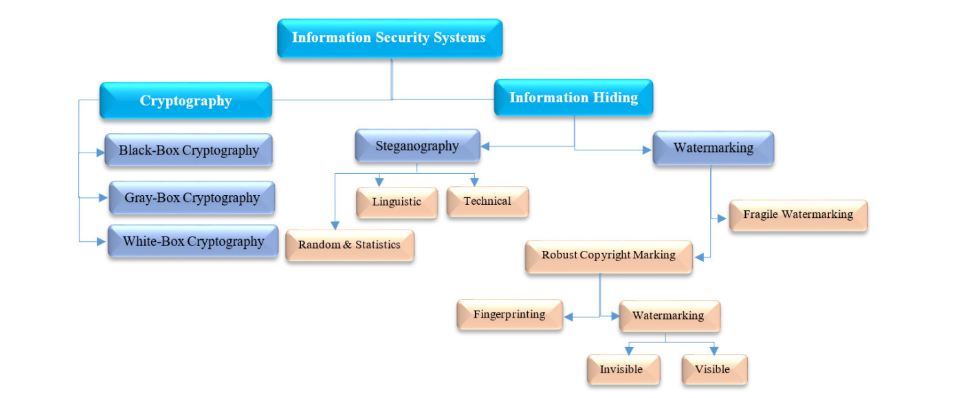 Information Security Systems
Cryptography
Information Hiding
Black-Box Cryptography
Steganography
Watermarking
Gray-Box Cryptography
Linguistic
Technical
Fragile Watermarking
White-Box Cryptography
Random & Statistics
Robust Copyright Marking
Fingerprinting
Watermarking
Invisible
Visible